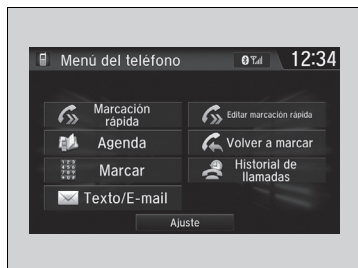 Menú del teléfono
12:34
Marcación
rápida
Editar marcación rápida
Agenda
Volver a marcar
Marcar
Historial de
llamadas
Texto/E-mail
Ajuste